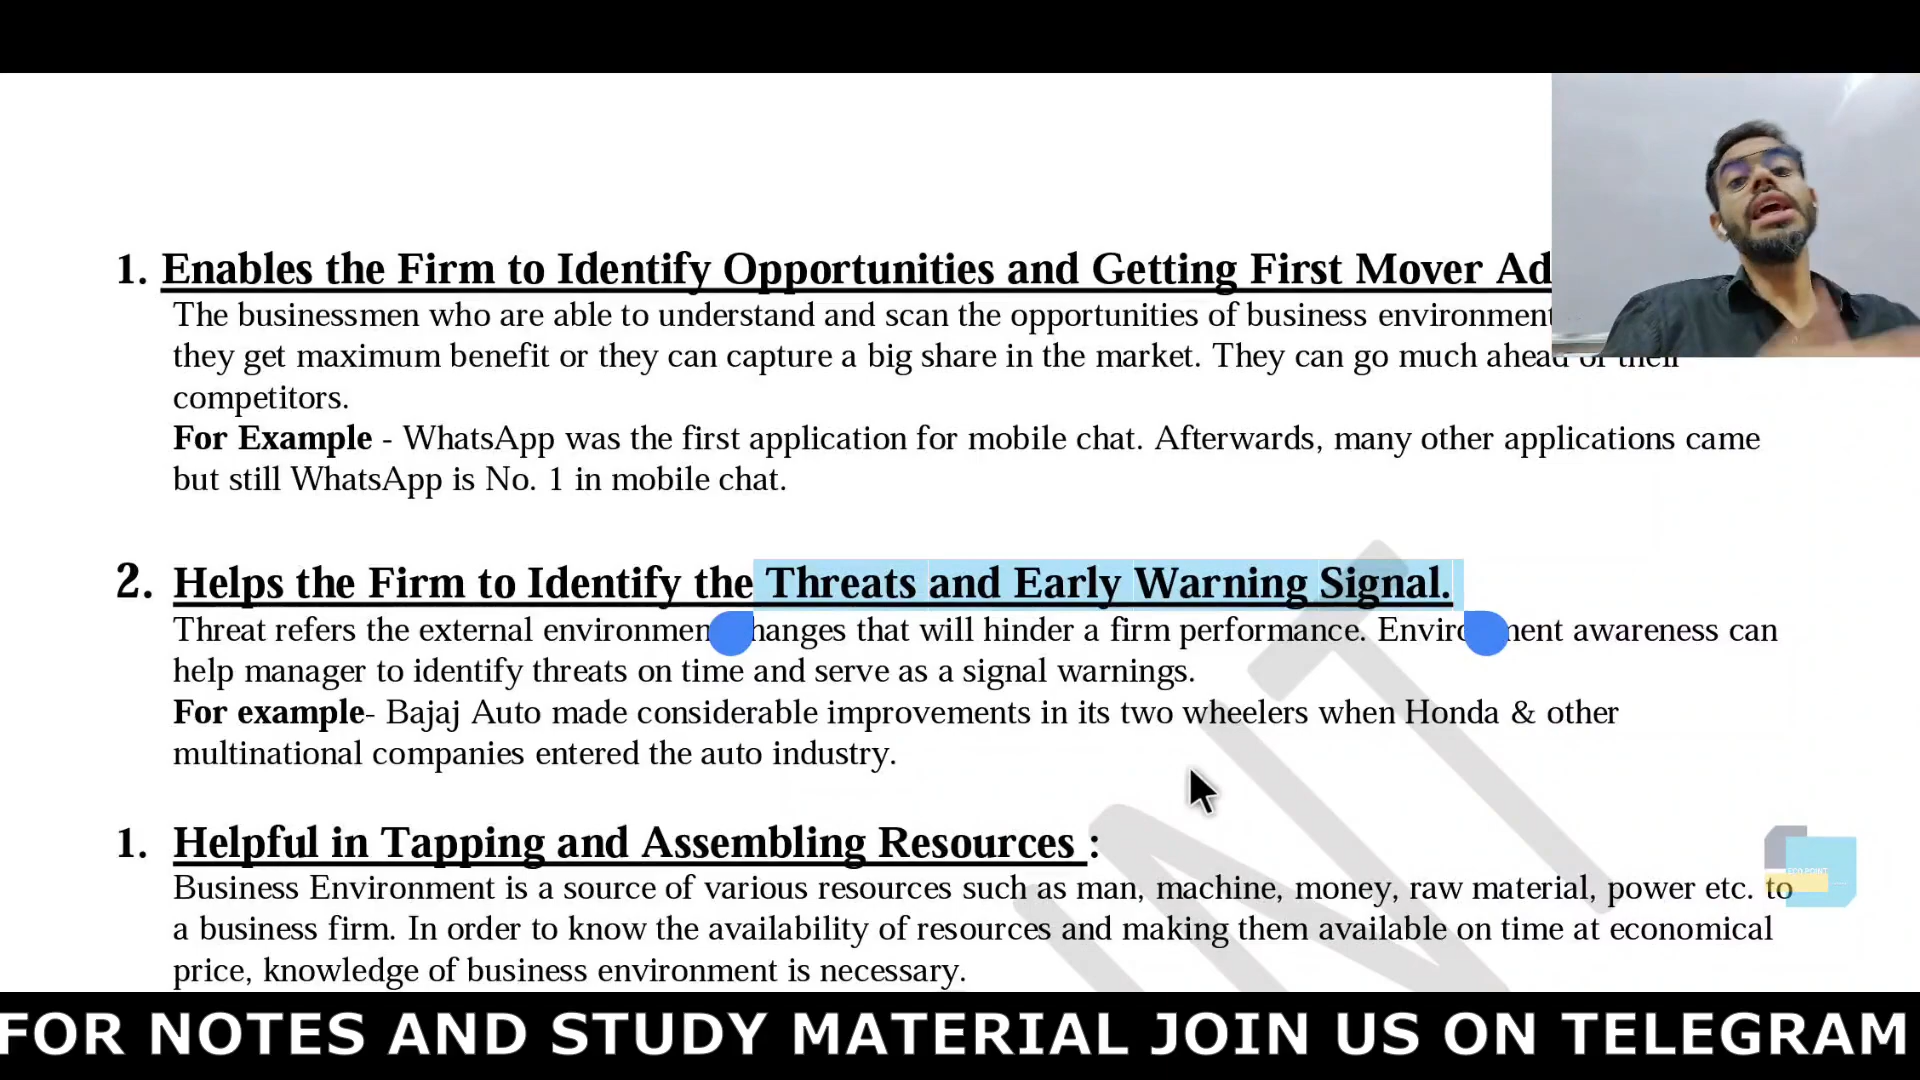 1. Enables the Firm to Identify Opportunities and Getting First Mover Ad
The businessmen who are able to understand and scan the opportunities of business environment
they get maximum benefit or they can capture a big share in the market. They can go much ahead of their
competitors.
For Example - WhatsApp was the first application for mobile chat. Afterwards, many other applications came
but still WhatsApp is No. 1 in mobile chat.
2. Helps the Firm to Identify the Threats and Early Warning Signal.
Threat refers the external environmen hanges that will hinder a firm performance. Enviro ment awareness can
help manager to identify threats on time and serve as a signal warnings.
For example- Bajaj Auto made considerable improvements in its two wheelers when Honda & other
multinational companies entered the auto industry.
1. Helpful in Tapping and Assembling Resources :
Business Environment is a source of various resources such as man, machine, money, raw material, power etc. to
a business firm. In order to know the availability of resources and making them available on time at economical
price, knowledge of business environment is necessary.
ECO POINT
FOR NOTES AND STUDY MATERIAL JOIN US ON TELEGRAM